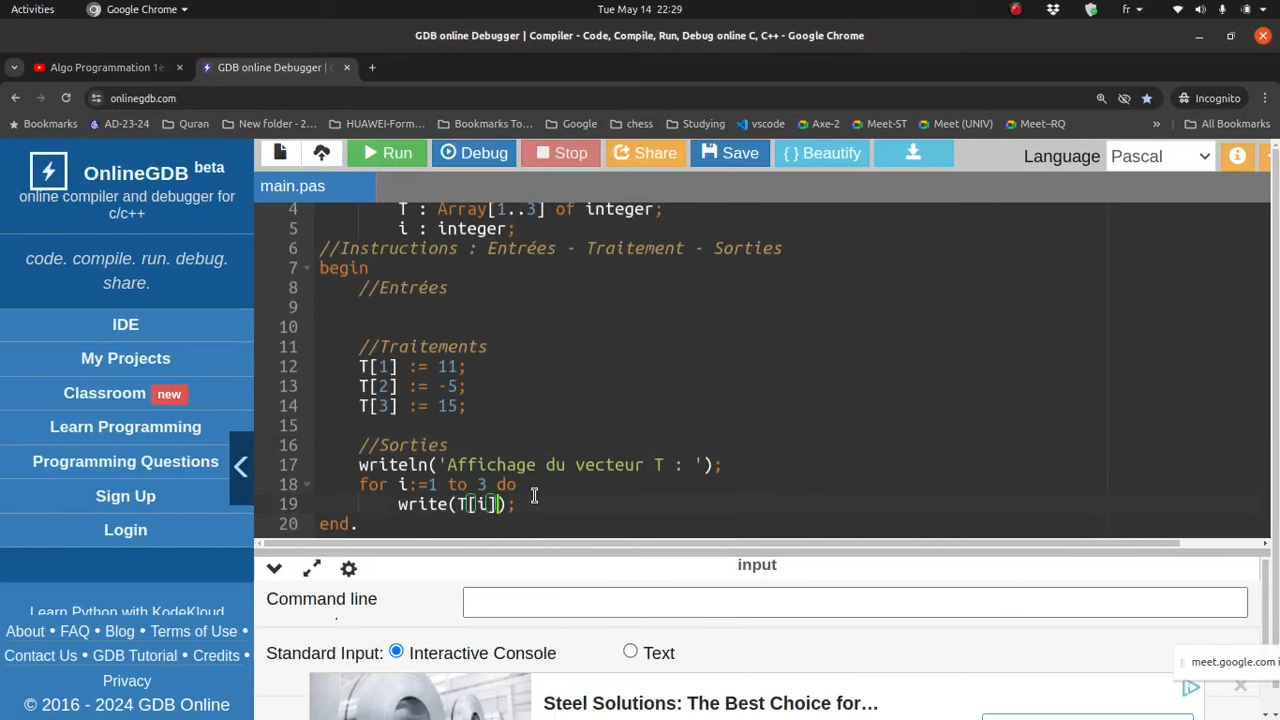 Activities
Google Chrome
Tue May 14 22:29
fr
GDB online Debugger | Compiler - Code, Compile, Run, Debug online C, C++ - Google Chrome
Algo Programmation 1è
GDB online Debugger | C
onlinegdb.com
Incognito
Bookmarks
AD-23-24
Quran
New folder - 2…
HUAWEI-Form…
Bookmarks To…
Google
chess
Studying
vscode
Axe-2
Meet-ST
Meet (UNIV)
Meet–RQ
»
All Bookmarks
OnlineGDB beta
online compiler and debugger for
c/c++
code. compile. run. debug.
share.
IDE
My Projects
Classroom new
Learn Programming
Programming Questions
Sign Up
Login
Learn Python with KodeKloud
About • FAQ • Blog • Terms of Use •
Contact Us • GDB Tutorial • Credits •
Privacy
© 2016 - 2024 GDB Online
Run
Debug
Stop
Share
Save
{ } Beautify
Language
Pascal
main.pas
4 T : Array[1..3] of integer;
5 i : integer;
6 //Instructions : Entrées - Traitement - Sorties
7 begin
8 //Entrées
9
10
11 //Traitements
12 T[1] := 11;
13 T[2] := -5;
14 T[3] := 15;
15
16 //Sorties
17 writeln('Affichage du vecteur T : ');
18 for i:=1 to 3 do
19 write(T[i]);
20 end.
input
Command line
Standard Input:
Interactive Console
Text
meet.google.com i
Steel Solutions: The Best Choice for…